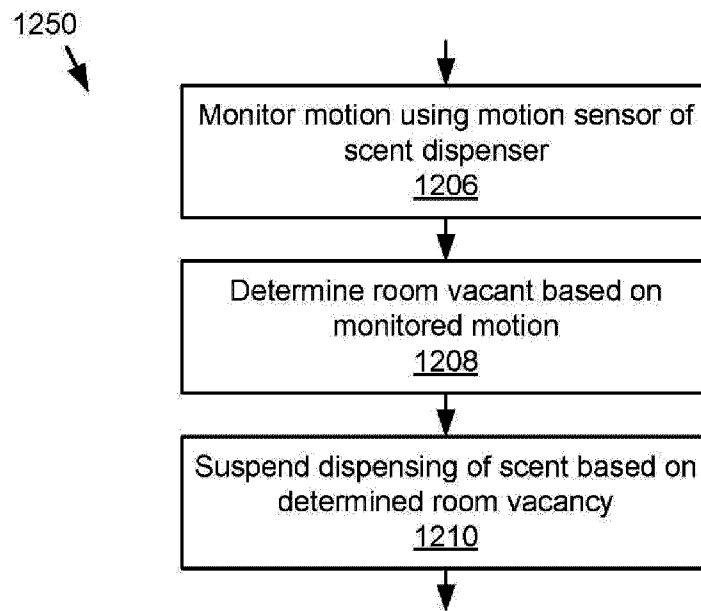 1250
Monitor motion using motion sensor of
scent dispenser
1206
Determine room vacant based on
monitored motion
1208
Suspend dispensing of scent based on
determined room vacancy
1210